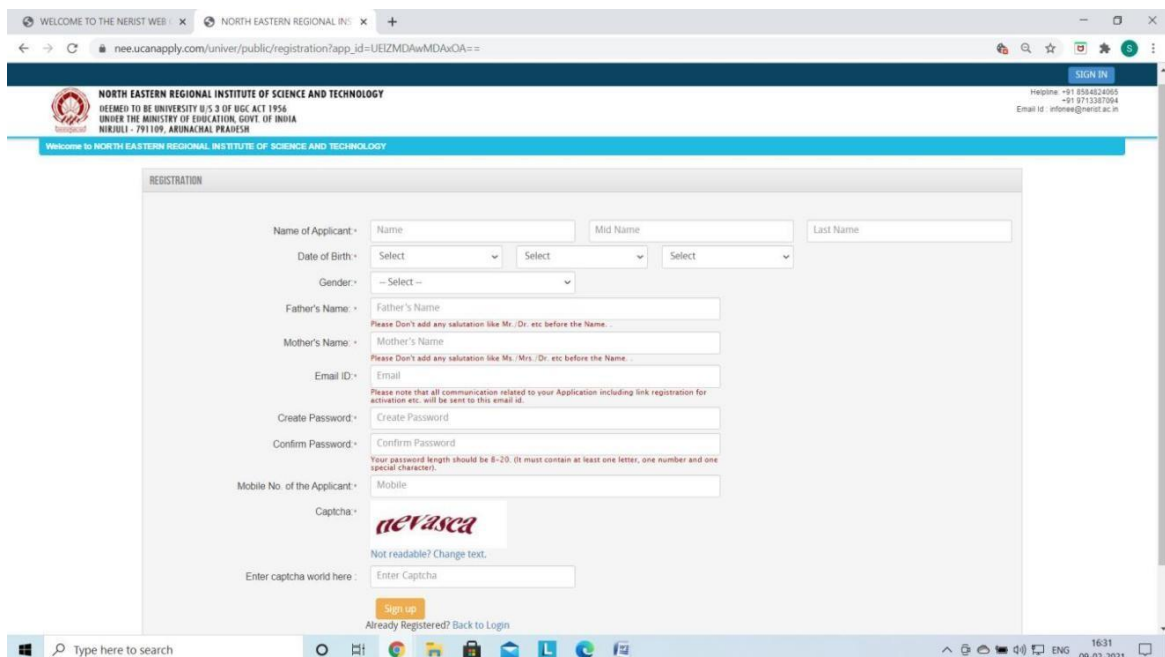 WELCOME TO THE NERIST WEB
NORTH EASTERN REGIONAL INS
nee.ucanapply.com/univer/public/registration?app_id=UElZMDAwMDAxOA==
S
SIGN IN
NORTH EASTERN REGIONAL INSTITUTE OF SCIENCE AND TECHNOLOGY
DEEMED TO BE UNIVERSITY U/S 3 OF UGC ACT 1956
UNDER THE MINISTRY OF EDUCATION, GOVT. OF INDIA
NIRJULI - 791109, ARUNACHAL PRADESH
Helpline: +91 8584824065
+91 9713387094
Email Id : infonee@nerist.ac.in
Welcome to NORTH EASTERN REGIONAL INSTITUTE OF SCIENCE AND TECHNOLOGY
REGISTRATION
Name of Applicant:* Name Mid Name Last Name
Date of Birth:* Select Select Select
Gender:* -- Select --
Father's Name: * Father's Name
Please Don't add any salutation like Mr./Dr. etc before the Name. .
Mother's Name: * Mother's Name
Please Don't add any salutation like Ms./Mrs./Dr. etc before the Name. .
Email ID:* Email
Please note that all communication related to your Application including link registration for
activation etc. will be sent to this email id.
Create Password:* Create Password
Confirm Password:* Confirm Password
Your password length should be 8-20. (It must contain at least one letter, one number and one
special character).
Mobile No. of the Applicant:* Mobile
Captcha:* nevasca
Not readable? Change text.
Enter captcha world here : Enter Captcha
Sign up
Already Registered? Back to Login
Type here to search
L
ENG
16:31
09-02-2021